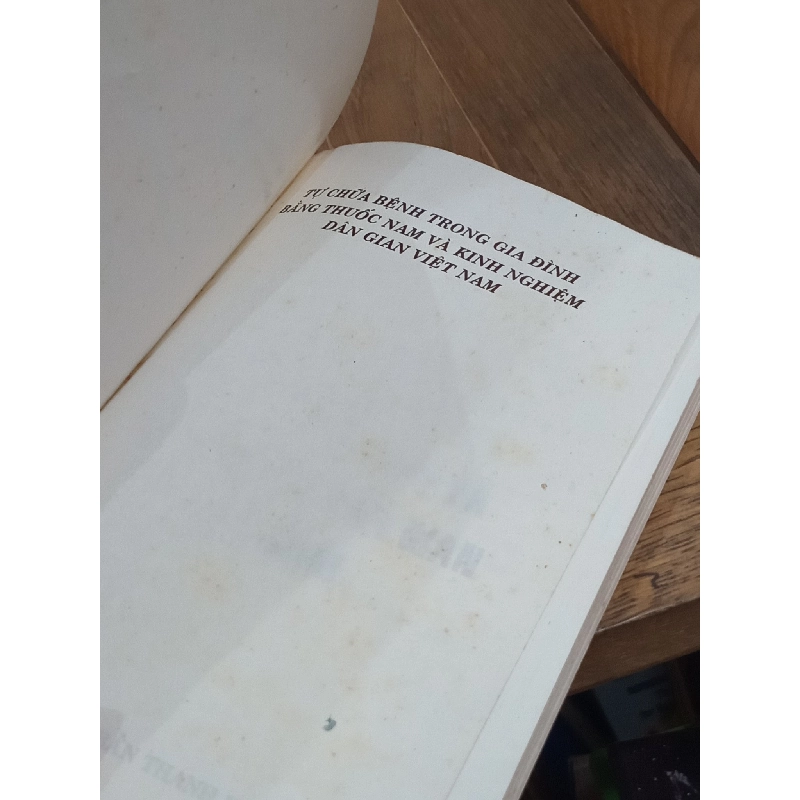 TỰ CHỮA BỆNH TRONG GIA ĐÌNH
BẰNG THUỐC NAM VÀ KINH NGHIỆM
DÂN GIAN VIỆT NAM